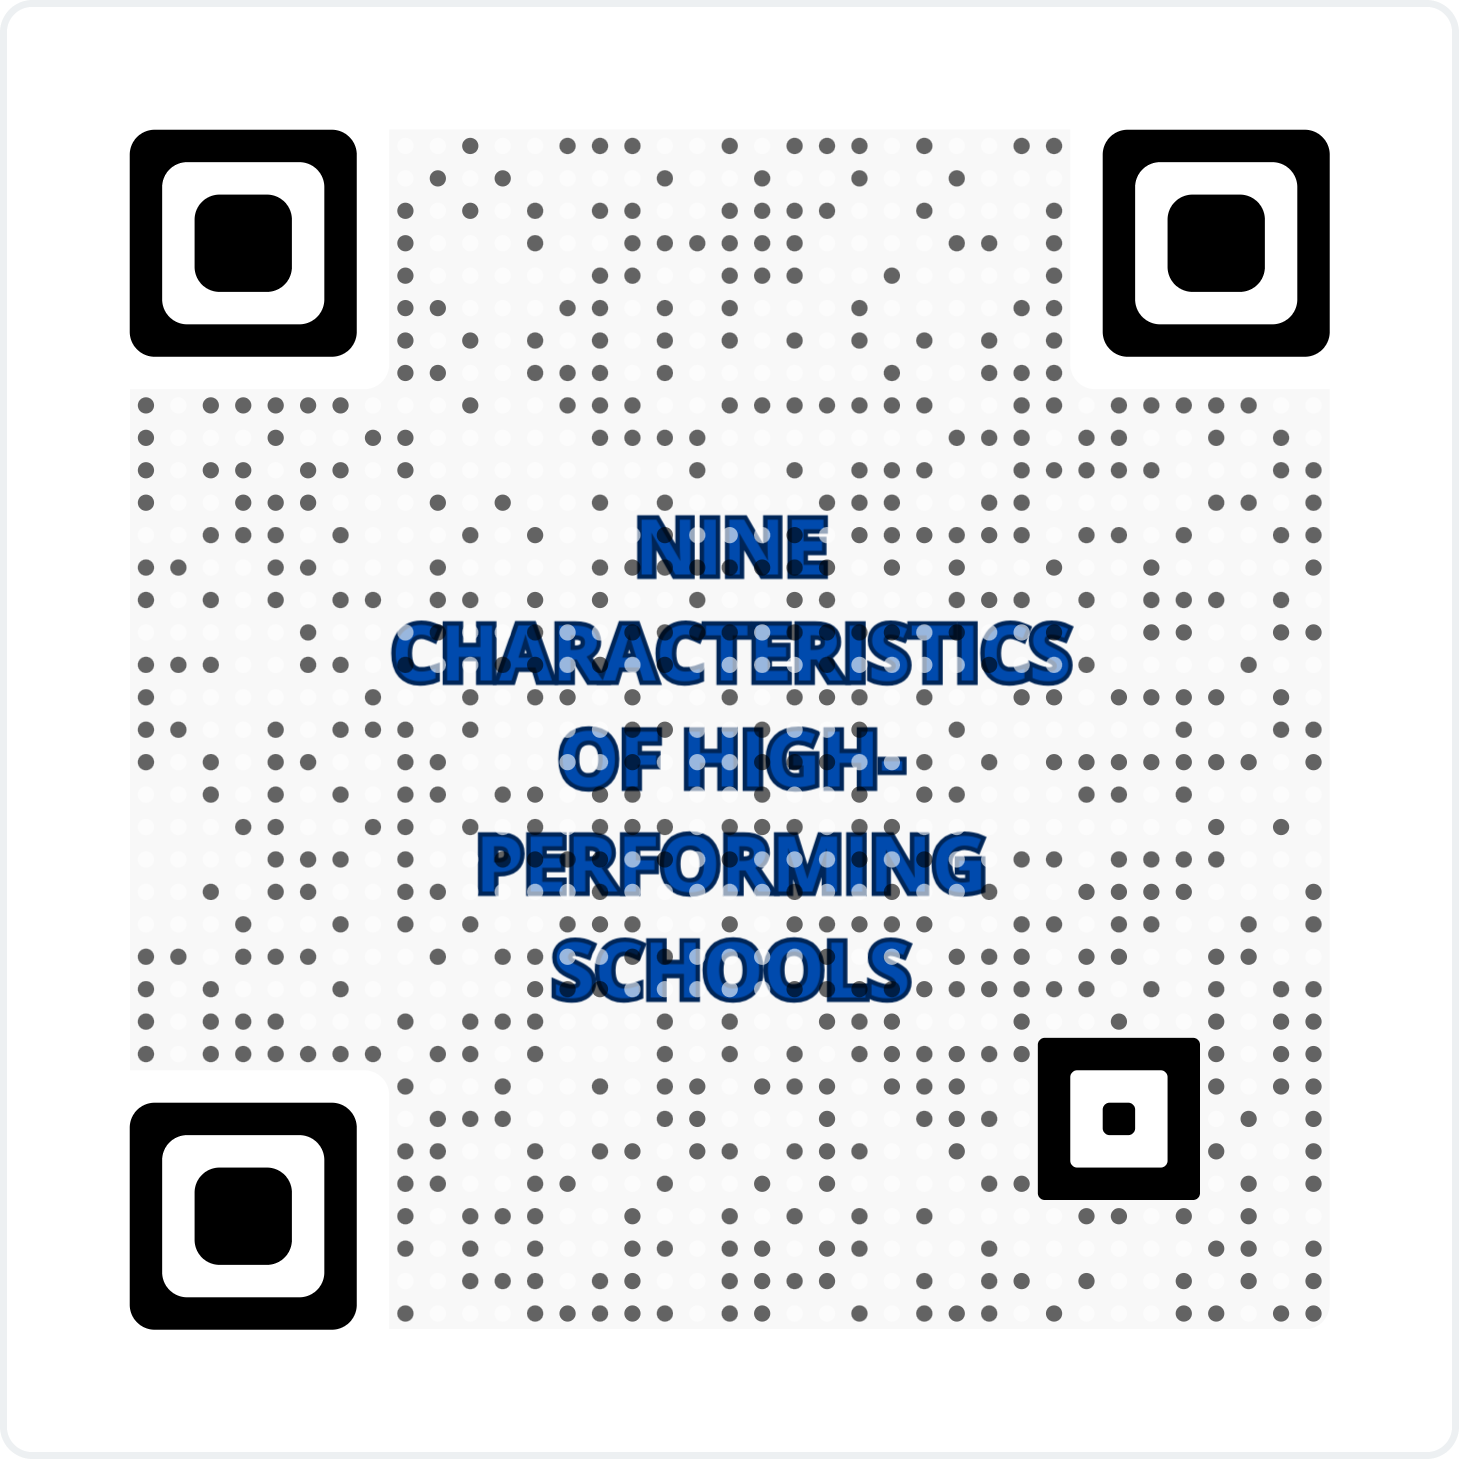 NINE
CHARACTERISTICS
OF HIGH-
PERFORMING
SCHOOLS